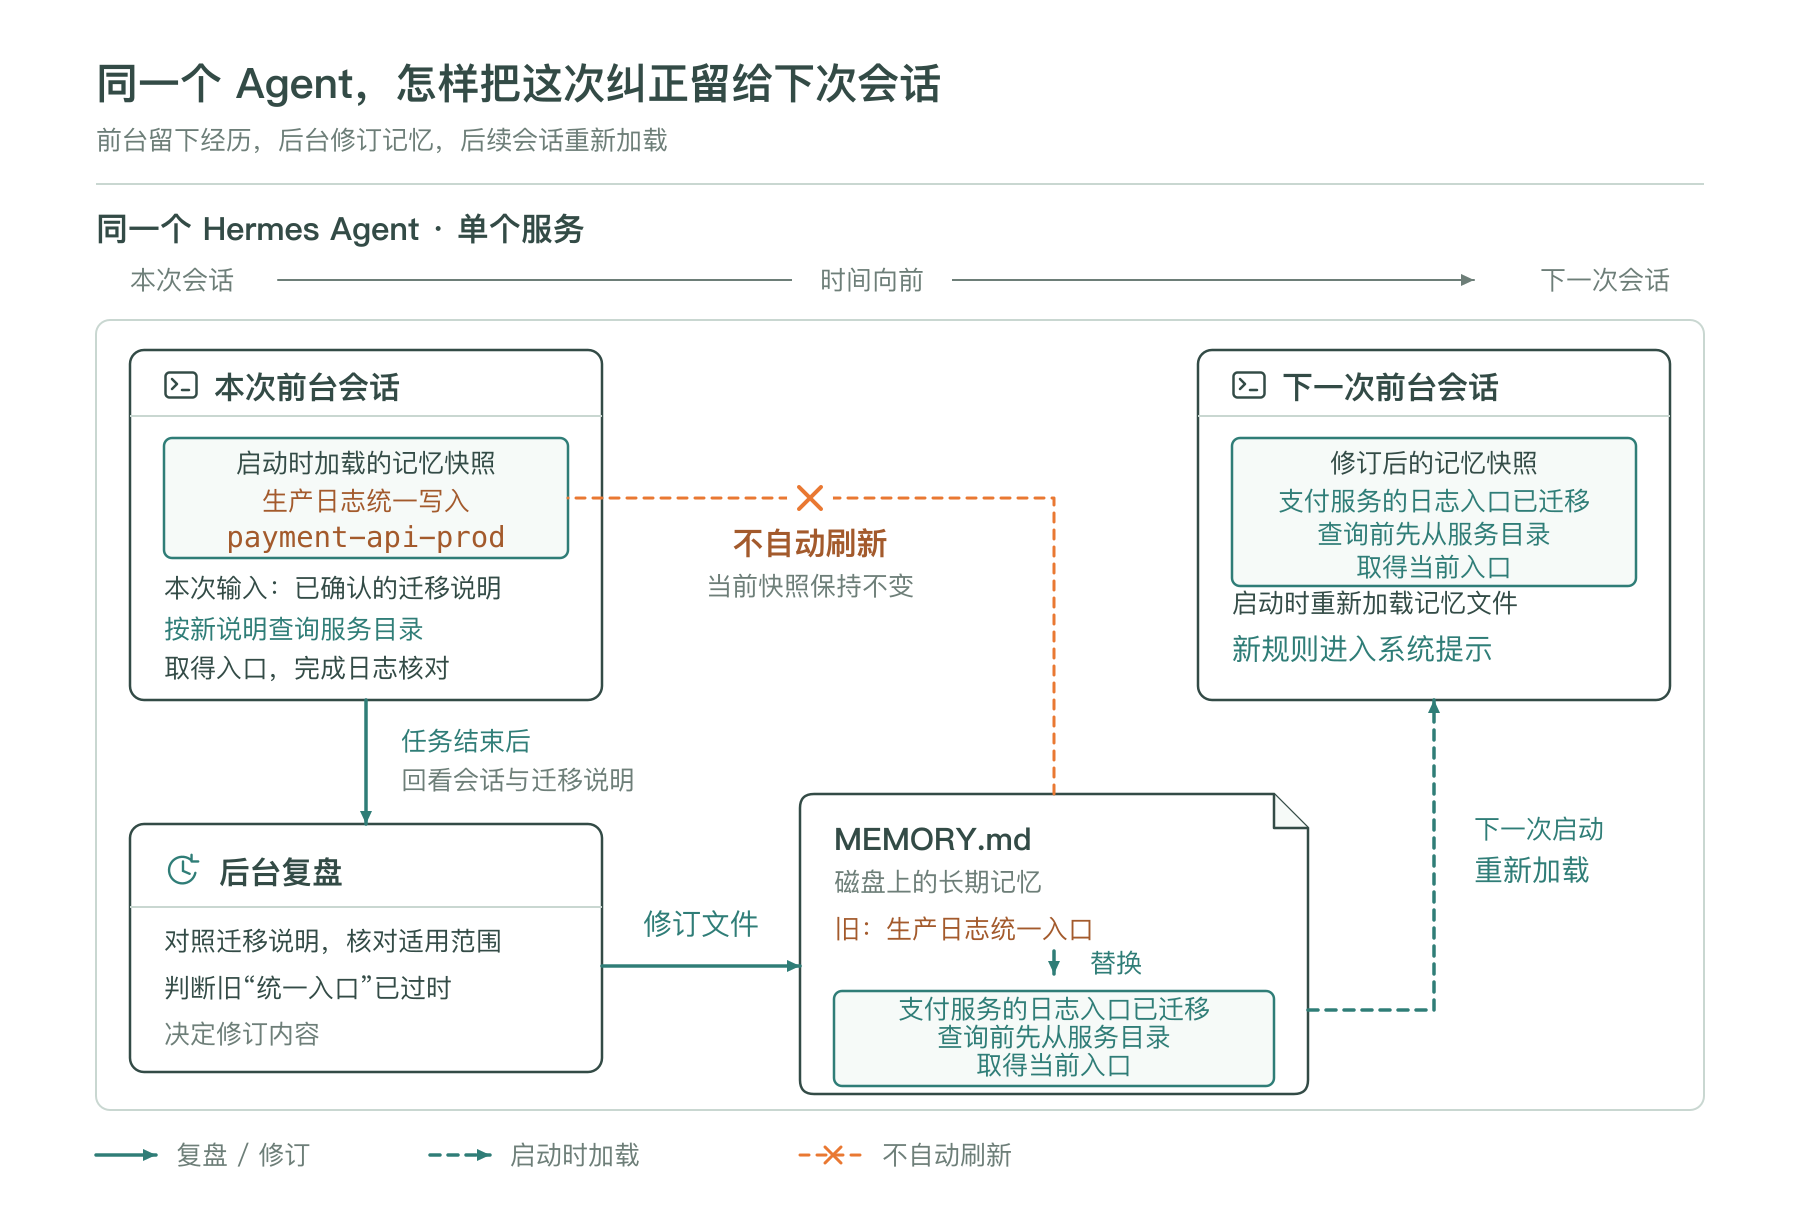 同一个 Agent，怎样把这次纠正留给下次会话
前台留下经历，后台修订记忆，后续会话重新加载
同一个 Hermes Agent · 单个服务
本次会话
时间向前
下一次会话
本次前台会话
启动时加载的记忆快照
生产日志统一写入
payment-api-prod
本次输入：已确认的迁移说明
按新说明查询服务目录
取得入口，完成日志核对
不自动刷新
当前快照保持不变
下一次前台会话
修订后的记忆快照
支付服务的日志入口已迁移
查询前先从服务目录
取得当前入口
启动时重新加载记忆文件
新规则进入系统提示
任务结束后
回看会话与迁移说明
后台复盘
对照迁移说明，核对适用范围
判断旧“统一入口”已过时
决定修订内容
修订文件
MEMORY.md
磁盘上的长期记忆
旧：生产日志统一入口
替换
支付服务的日志入口已迁移
查询前先从服务目录
取得当前入口
下一次启动
重新加载
复盘 / 修订
启动时加载
不自动刷新